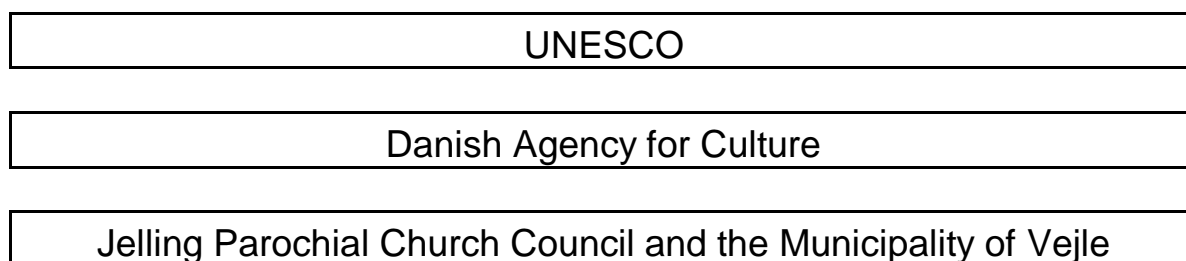 UNESCO
Danish Agency for Culture
Jelling Parochial Church Council and the Municipality of Vejle